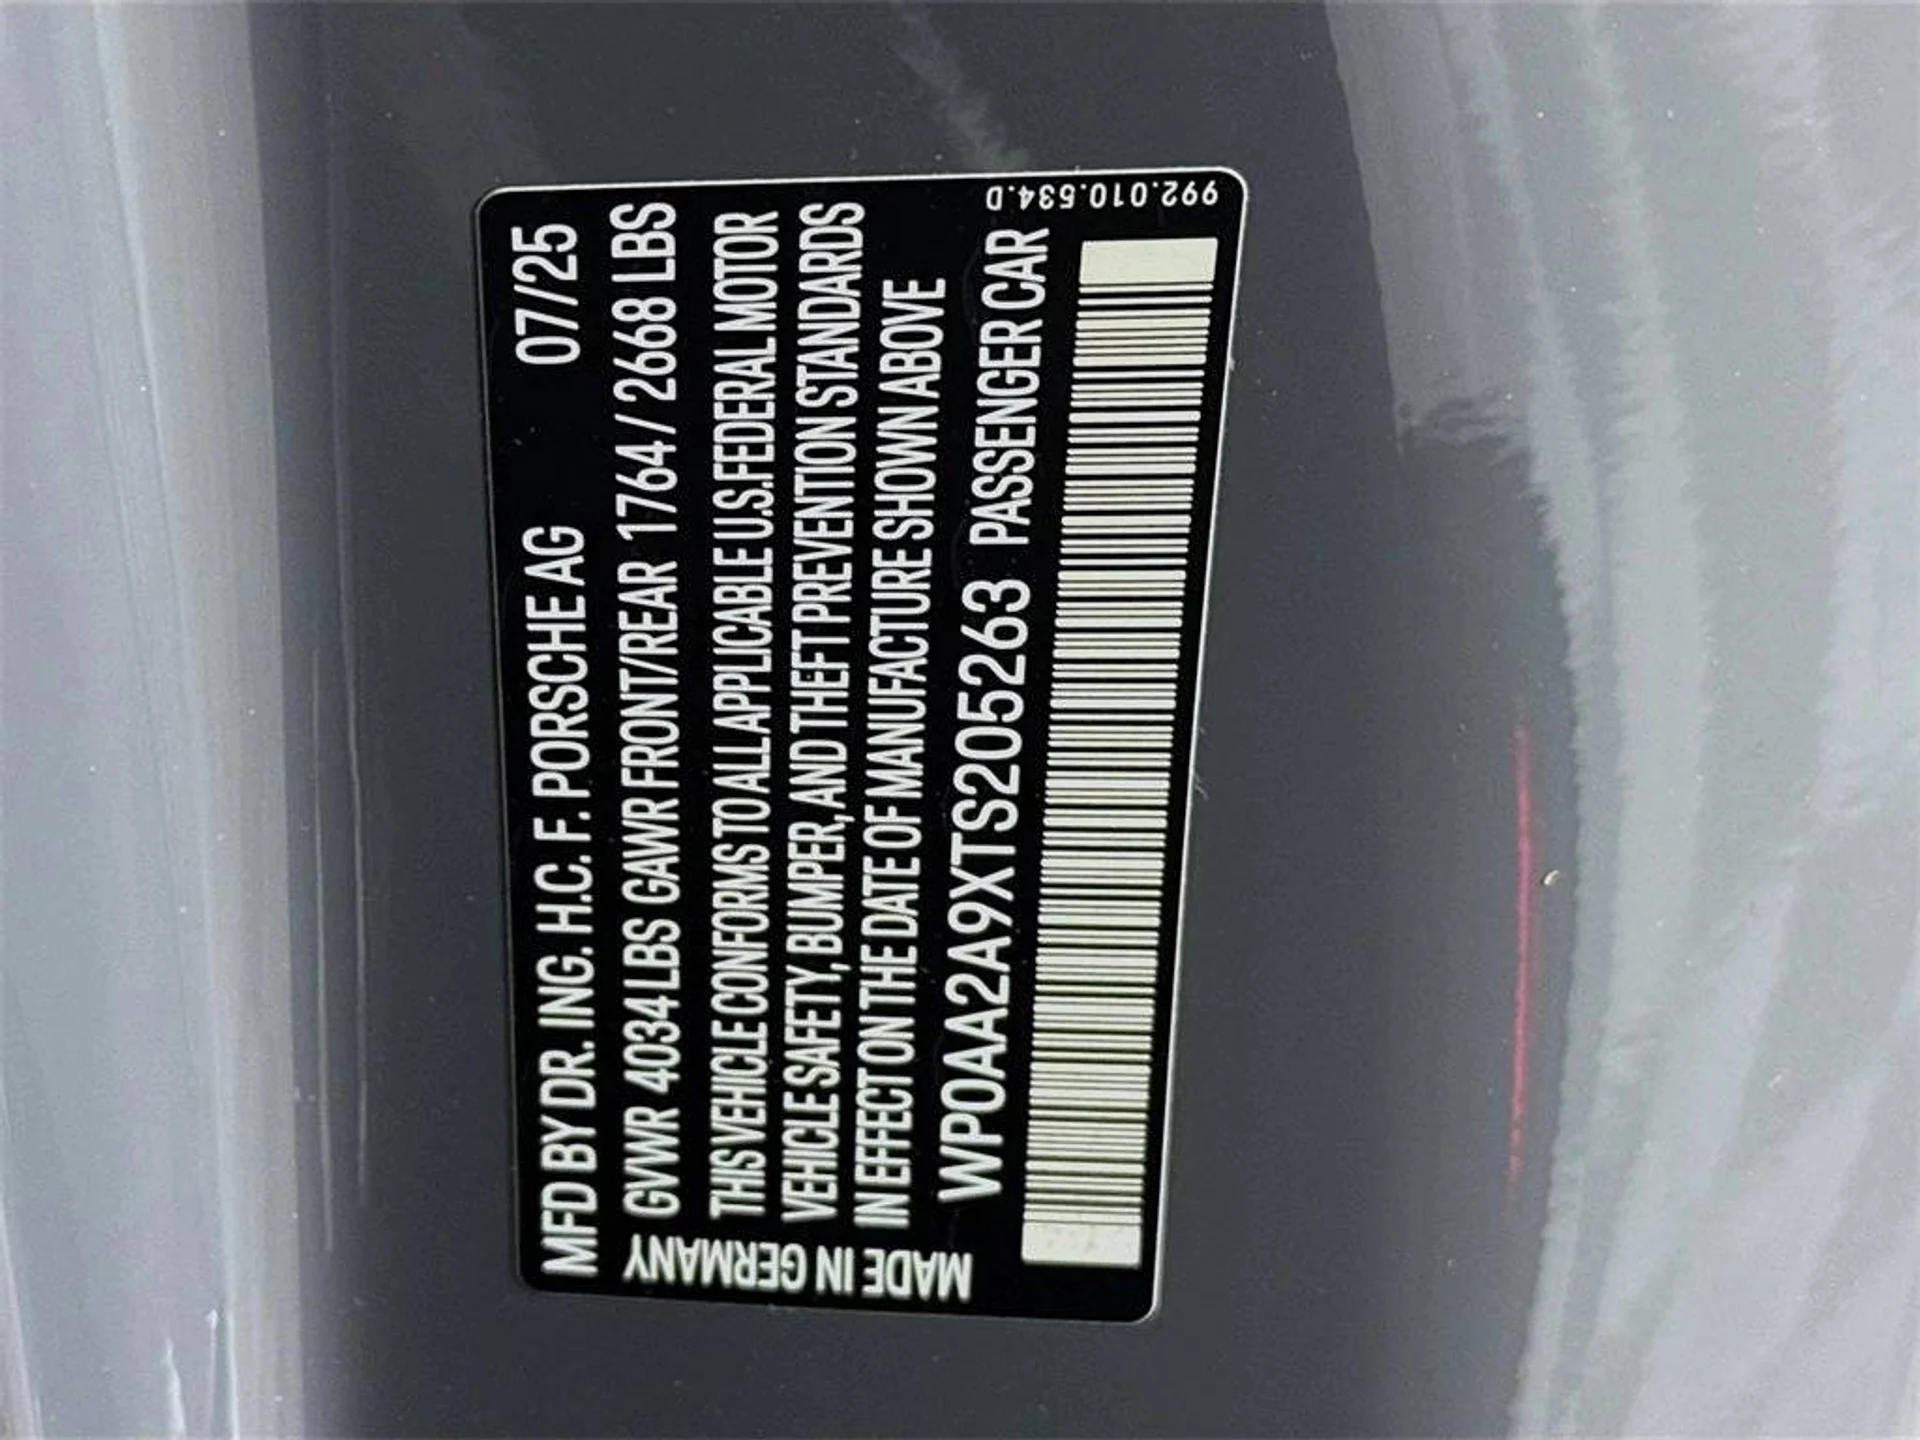 MFD BY DR. ING. H.C. F. PORSCHE AG 07/25
GVWR 4034 LBS GAWR FRONT/REAR 1764 / 2668 LBS
THIS VEHICLE CONFORMS TO ALL APPLICABLE U.S. FEDERAL MOTOR
VEHICLE SAFETY, BUMPER, AND THEFT PREVENTION STANDARDS
IN EFFECT ON THE DATE OF MANUFACTURE SHOWN ABOVE
WP0AA2A9XTS205263 PASSENGER CAR
MADE IN GERMANY
992.010.534.D